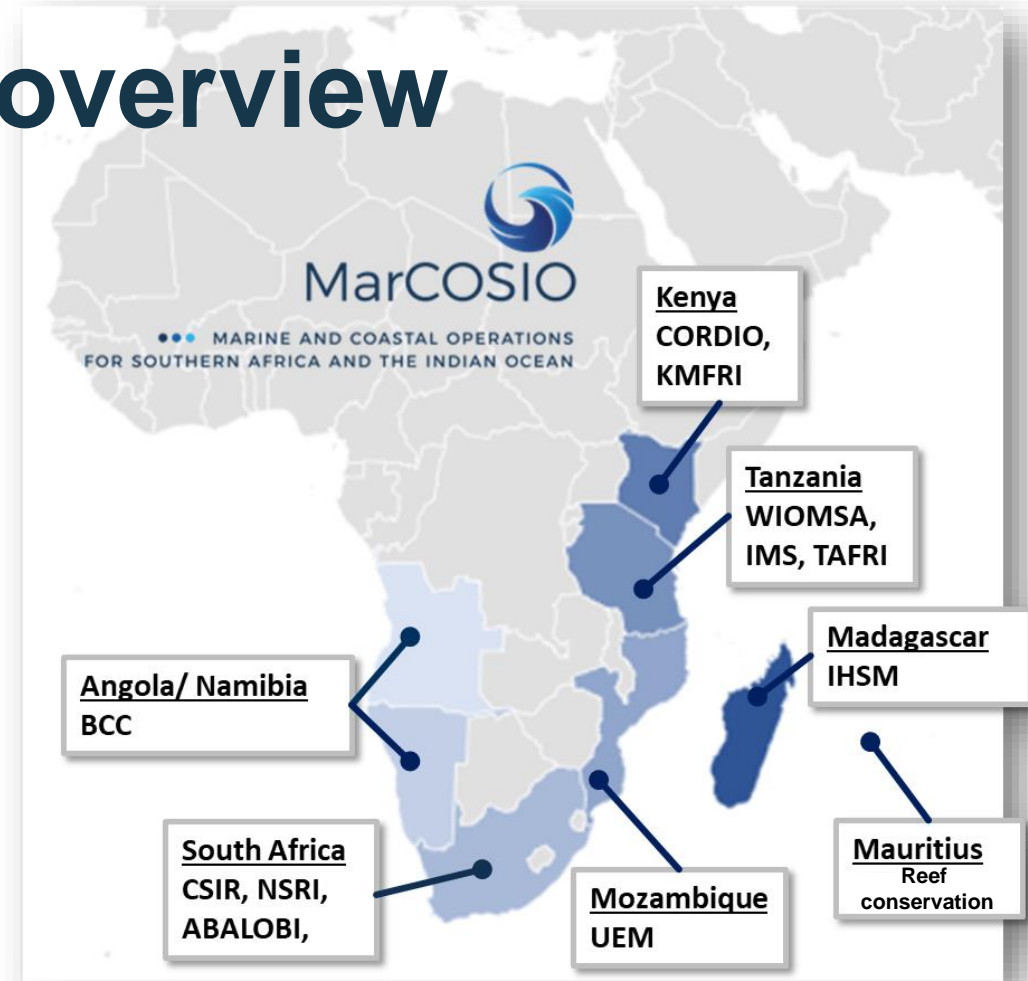 overview
MarCOSIO
MARINE AND COASTAL OPERATIONS
FOR SOUTHERN AFRICA AND THE INDIAN OCEAN
Kenya
CORDIO,
KMFRI
Tanzania
WIOMSA,
IMS, TAFRI
Madagascar
IHSM
Angola/ Namibia
BCC
South Africa
CSIR, NSRI,
ABALOBI,
Mozambique
UEM
Mauritius
Reef
conservation